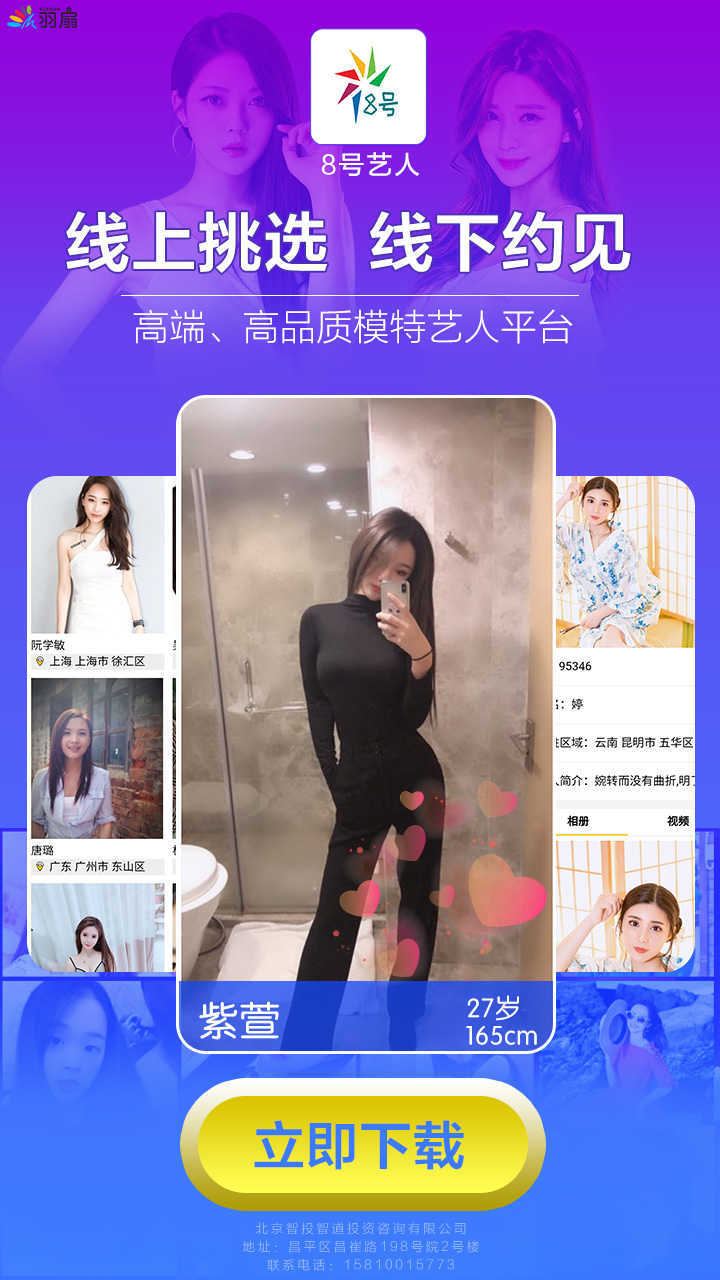 羽扇
8号
8号艺人
线上挑选 线下约见
高端、高品质模特艺人平台
阮学敏
上海 上海市 徐汇区
唐璐
广东 广州市 东山区
95346
：婷
区域：云南 昆明市 五华区
简介：婉转而没有曲折,明
相册 视频
紫萱
27岁
165cm
立即下载
北京智投智道投资咨询有限公司
地址：昌平区昌崔路198号院2号楼
联系电话：15810015773